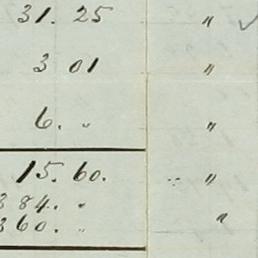 31. 25 " ✓
3 01 "
6. " "
15. 60. "
384. " "
360. "